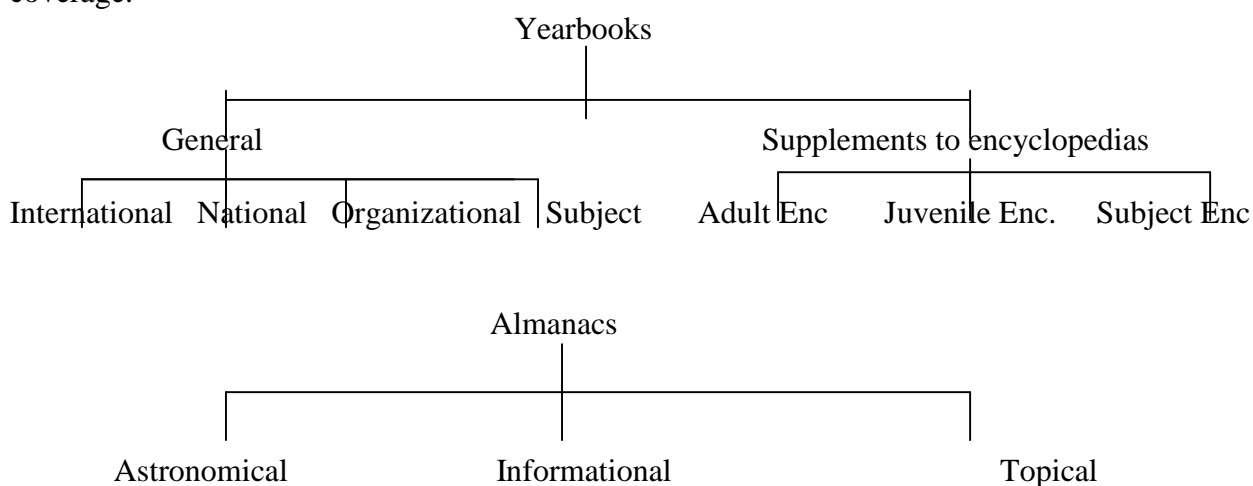 coverage.
Yearbooks
General Supplements to encyclopedias
International National Organizational Subject Adult Enc Juvenile Enc. Subject Enc
Almanacs
Astronomical Informational Topical